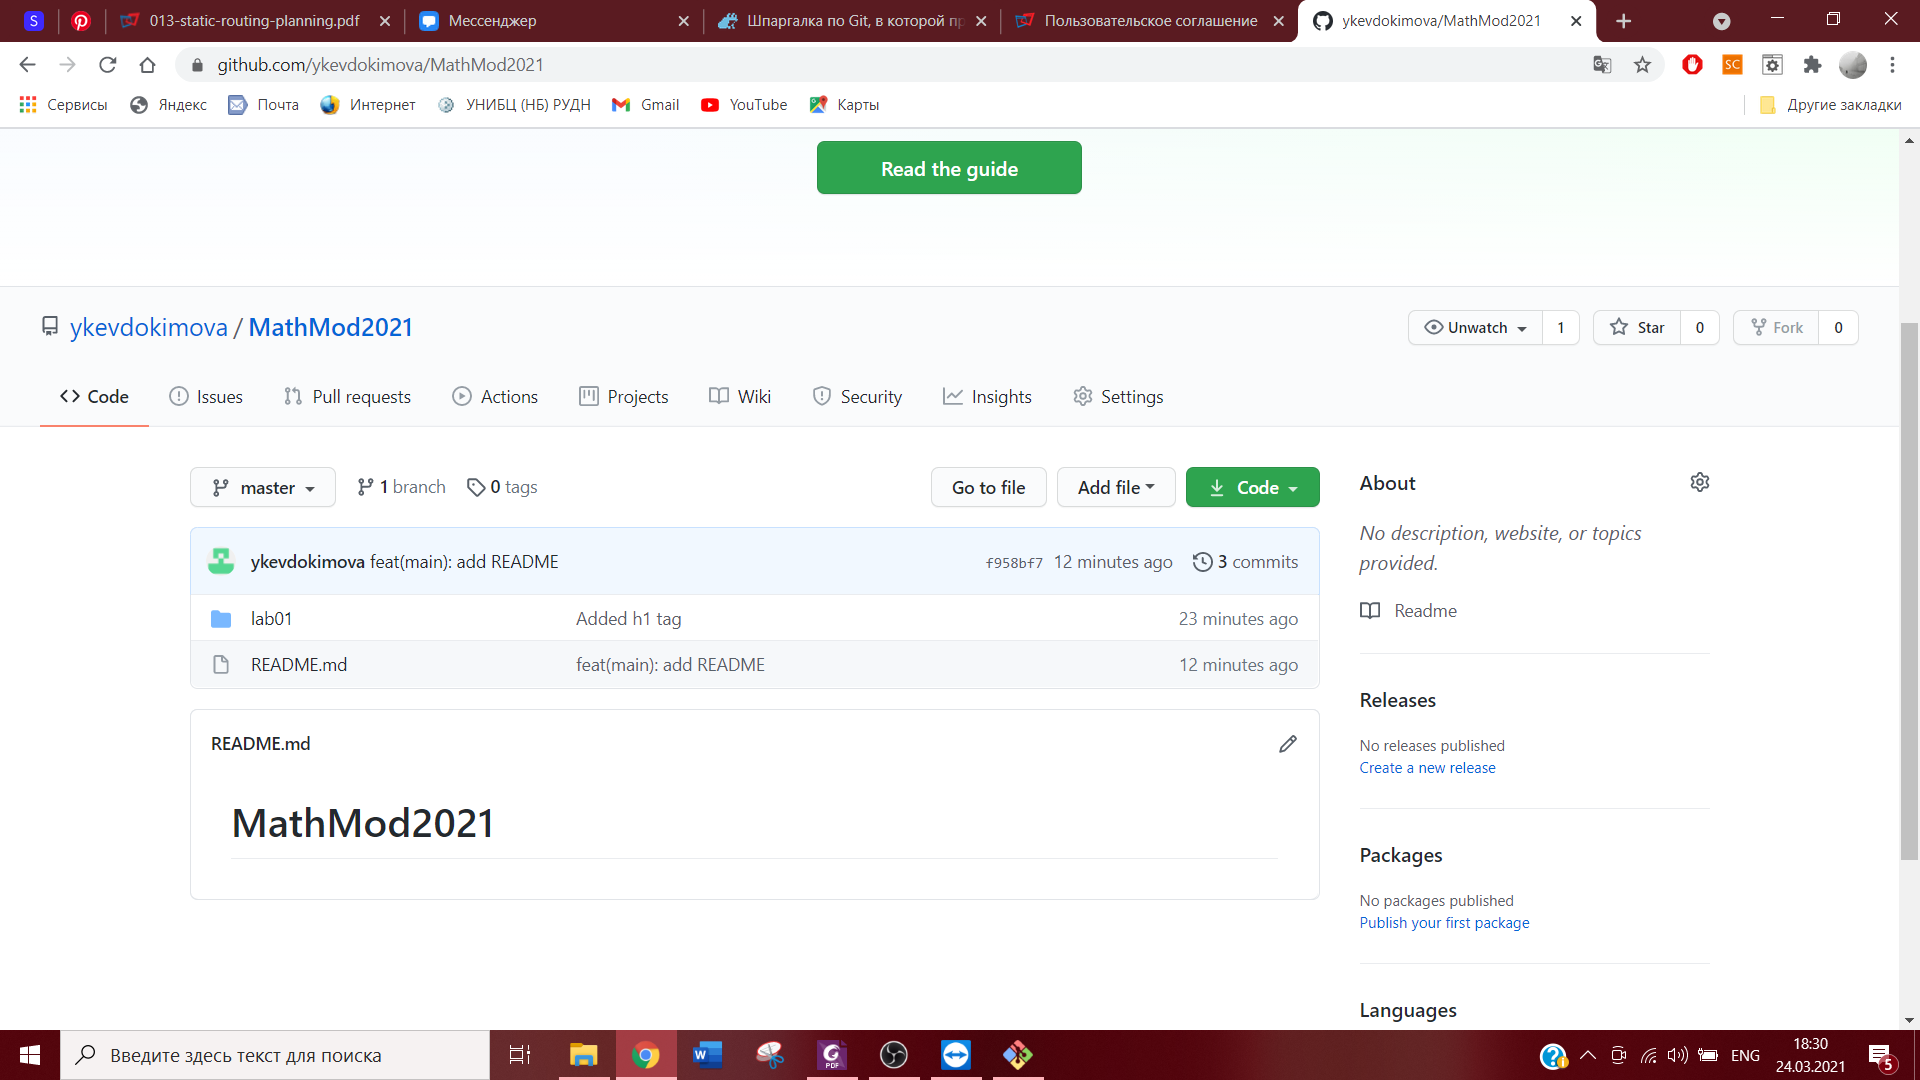 S
013-static-routing-planning.pdf
Мессенджер
Шпаргалка по Git, в которой
Пользовательское соглашение
ykevdokimova/MathMod2021
github.com/ykevdokimova/MathMod2021
SC
Сервисы
Яндекс
Почта
Интернет
УНИБЦ (НБ) РУДН
Gmail
YouTube
Карты
Другие закладки
Read the guide
ykevdokimova / MathMod2021
Unwatch 1
Star 0
Fork 0
Code
Issues
Pull requests
Actions
Projects
Wiki
Security
Insights
Settings
master
1 branch
0 tags
Go to file
Add file
Code
ykevdokimova feat(main): add README
f958bf7 12 minutes ago
3 commits
lab01 Added h1 tag 23 minutes ago
README.md feat(main): add README 12 minutes ago
README.md
MathMod2021
About
No description, website, or topics
provided.
Readme
Releases
No releases published
Create a new release
Packages
No packages published
Publish your first package
Languages
Введите здесь текст для поиска
W
PDF
ENG
18:30
24.03.2021
5